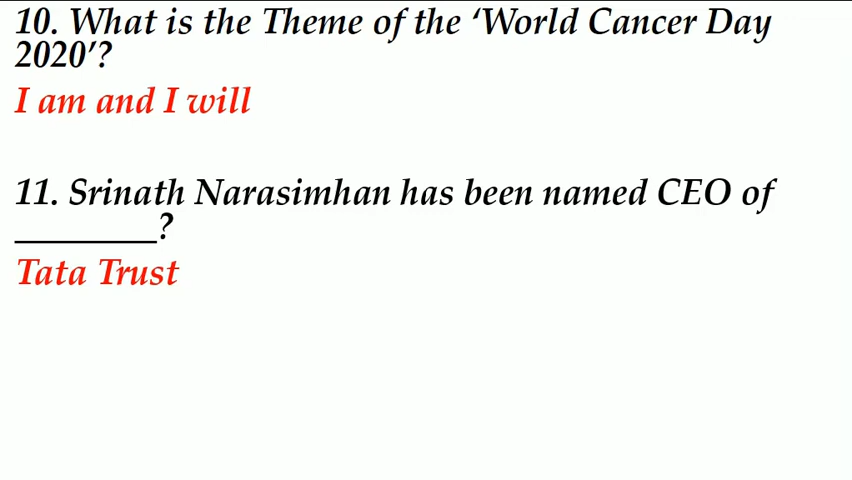 10. What is the Theme of the ‘World Cancer Day
2020’?
I am and I will
11. Srinath Narasimhan has been named CEO of
________?
Tata Trust